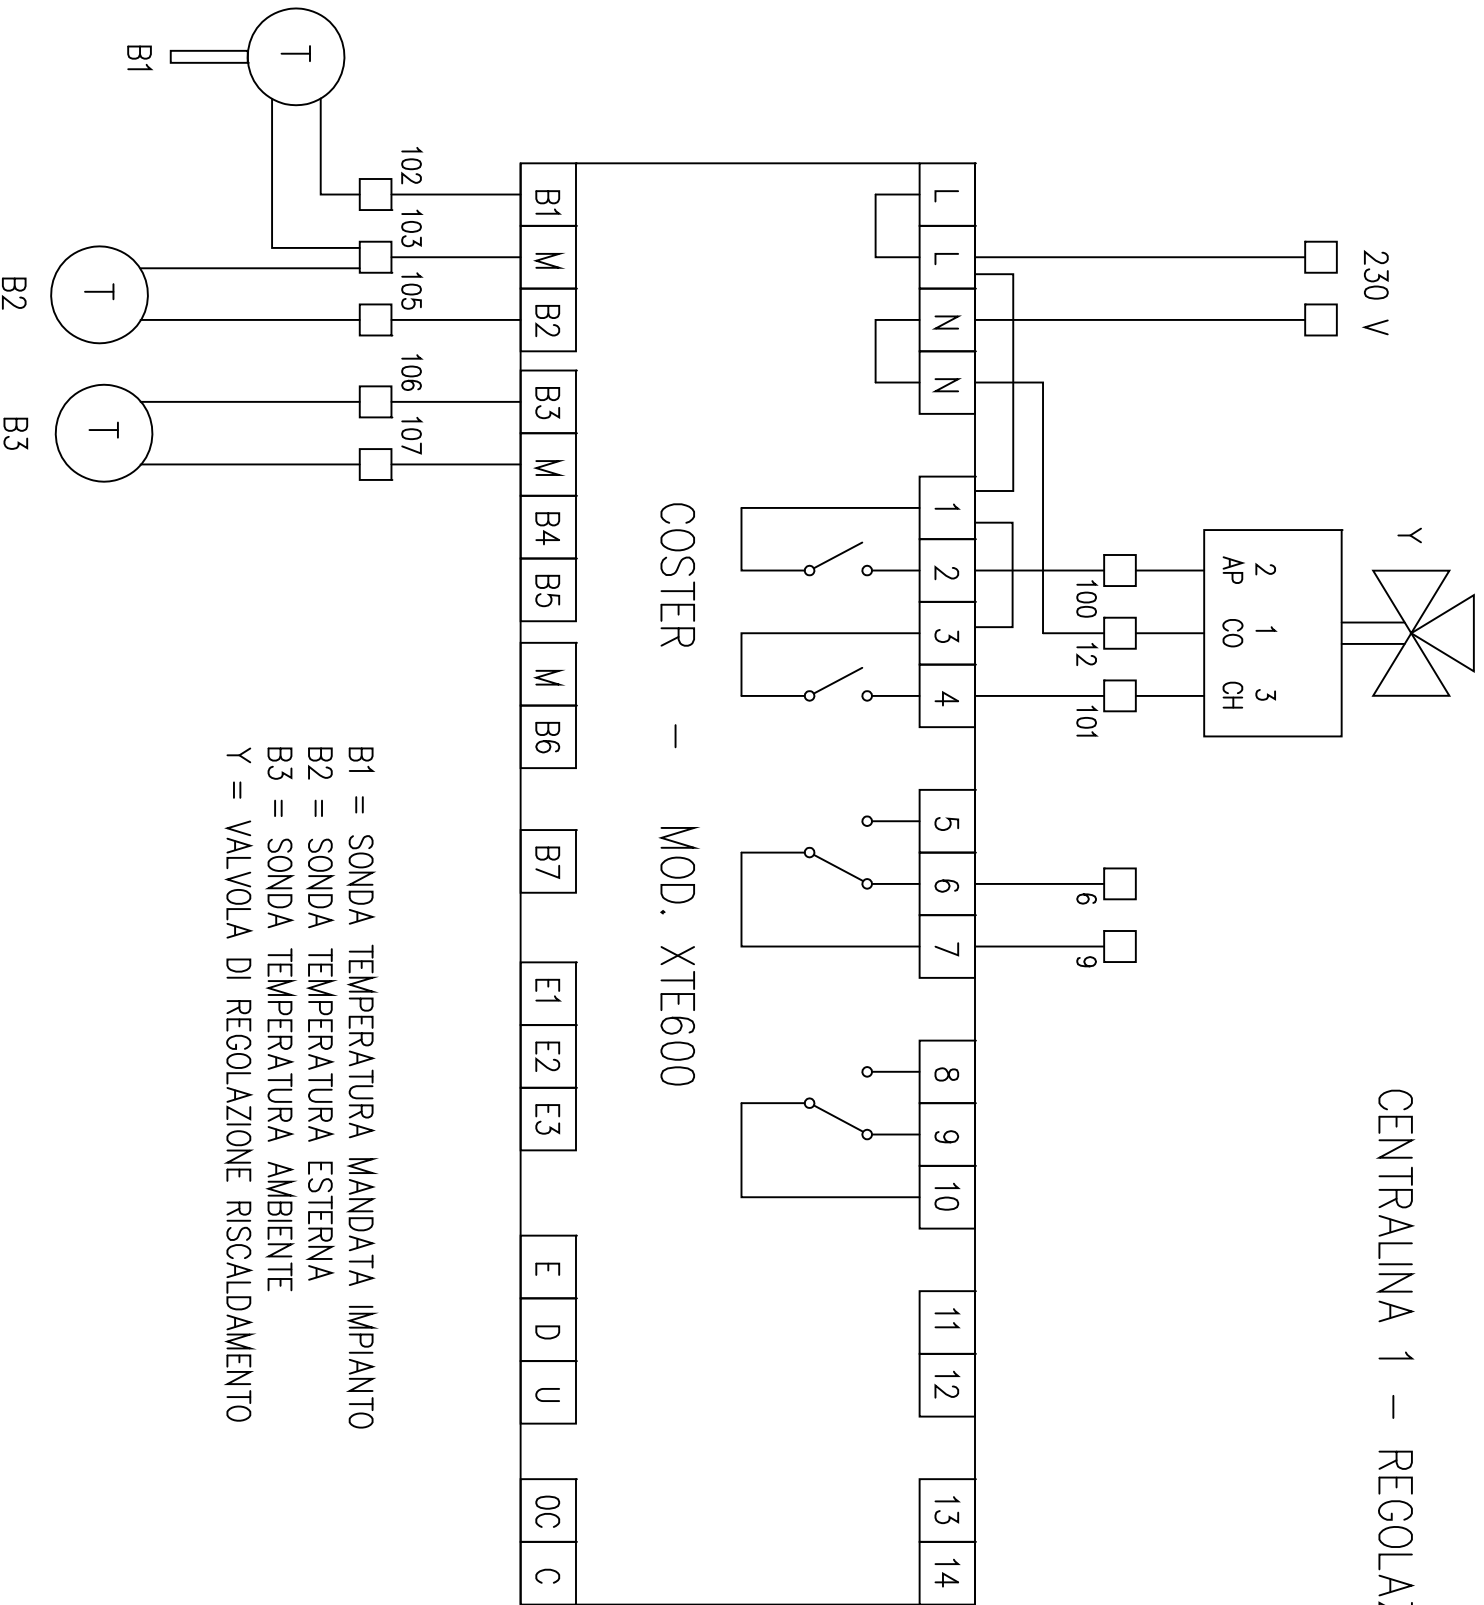 CENTRALINA 1 - REGOLAZ
230 V
Y
2 1 3
AP CO CH
100 12 101 6 9
L L N N 1 2 3 4 5 6 7 8 9 10 11 12 13 14
COSTER - MOD. XTE600
B1 M B2 B3 M B4 B5 M B6 B7 E1 E2 E3 E D U OC C
102 103 105 106 107
T
B1
T
B2
T
B3
B1 = SONDA TEMPERATURA MANDATA IMPIANTO
B2 = SONDA TEMPERATURA ESTERNA
B3 = SONDA TEMPERATURA AMBIENTE
Y = VALVOLA DI REGOLAZIONE RISCALDAMENTO